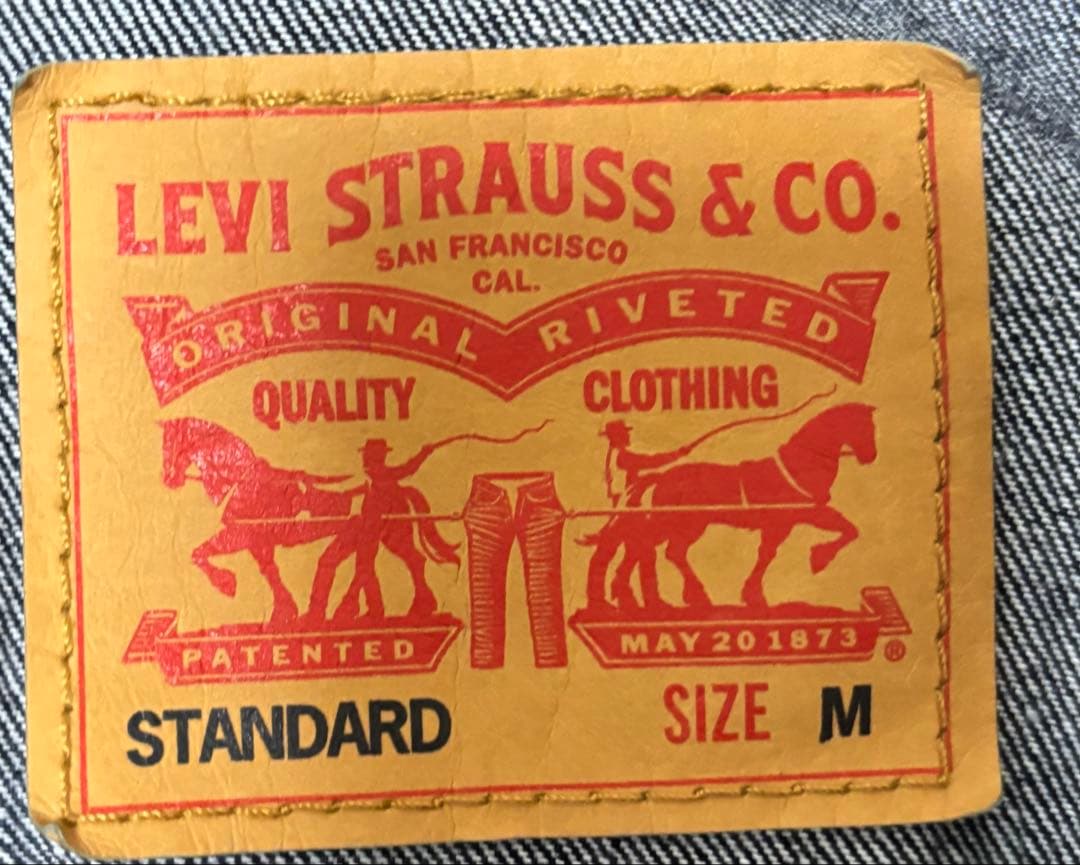 LEVI STRAUSS & CO.
SAN FRANCISCO
CAL.
ORIGINAL RIVETED
QUALITY CLOTHING
PATENTED MAY 20 1873 ®
STANDARD SIZE M